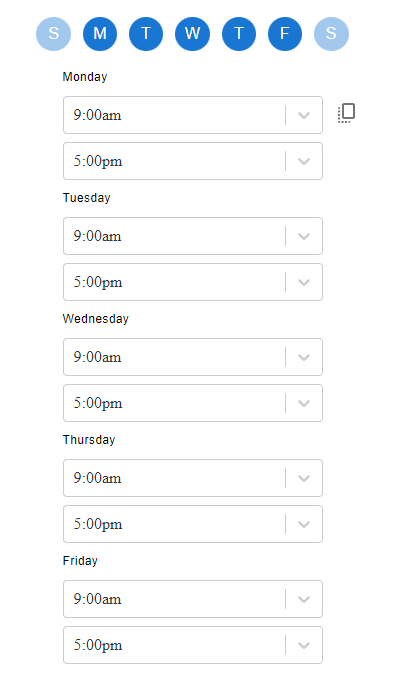 S M T W T F S
Monday
9:00am
5:00pm
Tuesday
9:00am
5:00pm
Wednesday
9:00am
5:00pm
Thursday
9:00am
5:00pm
Friday
9:00am
5:00pm